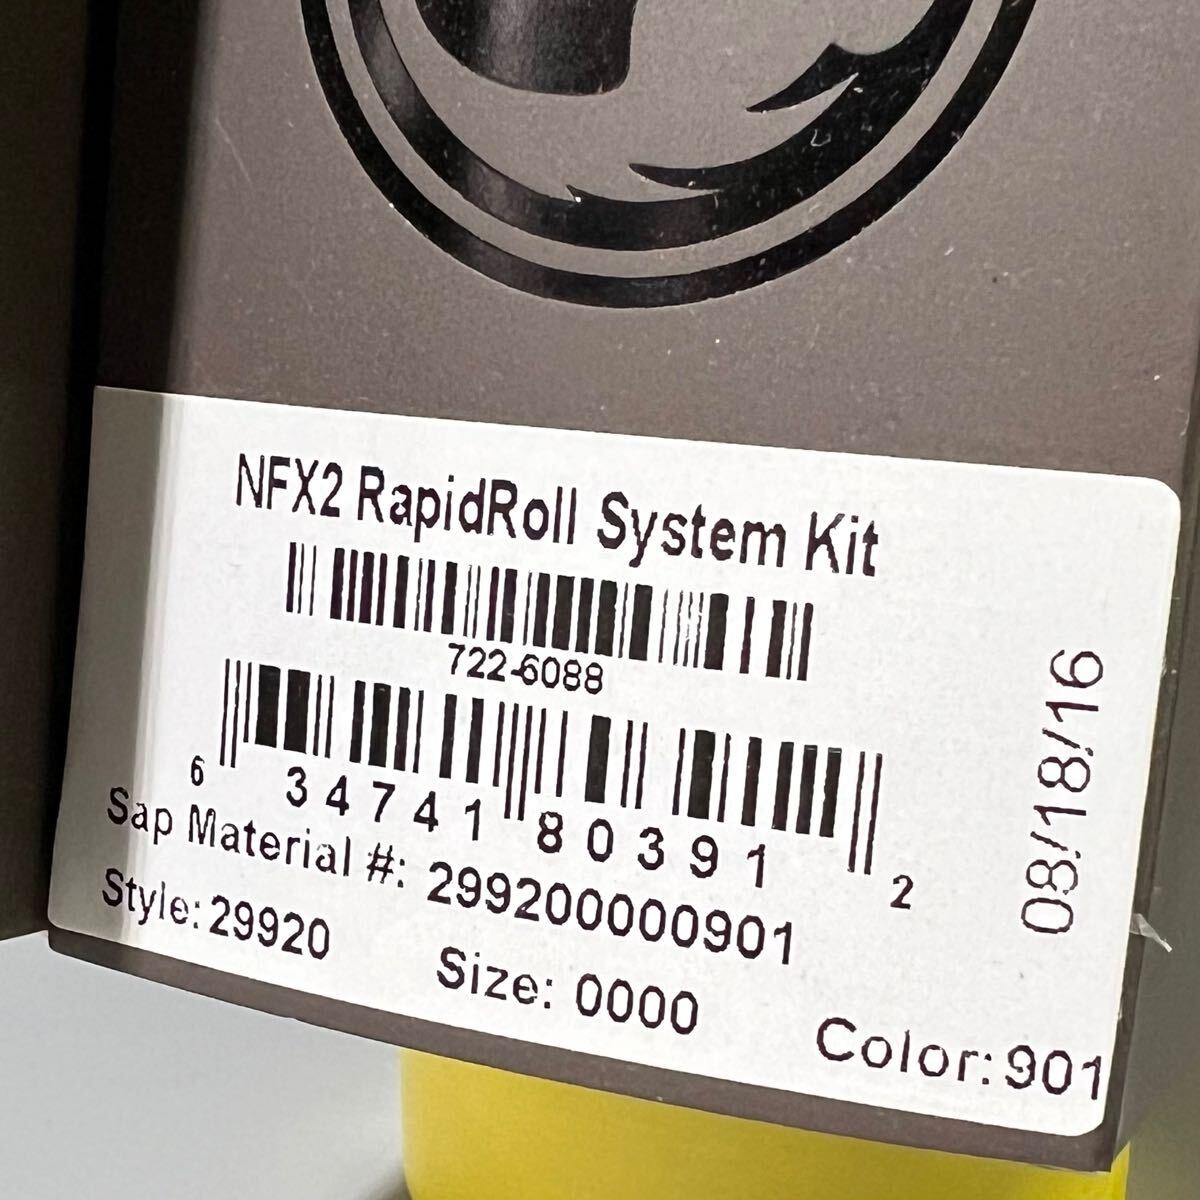 NFX2 RapidRoll System Kit
722-6088
6 34741 80391 2
Sap Material #: 299200000901
Style: 29920 Size: 0000 Color: 901
08/18/16